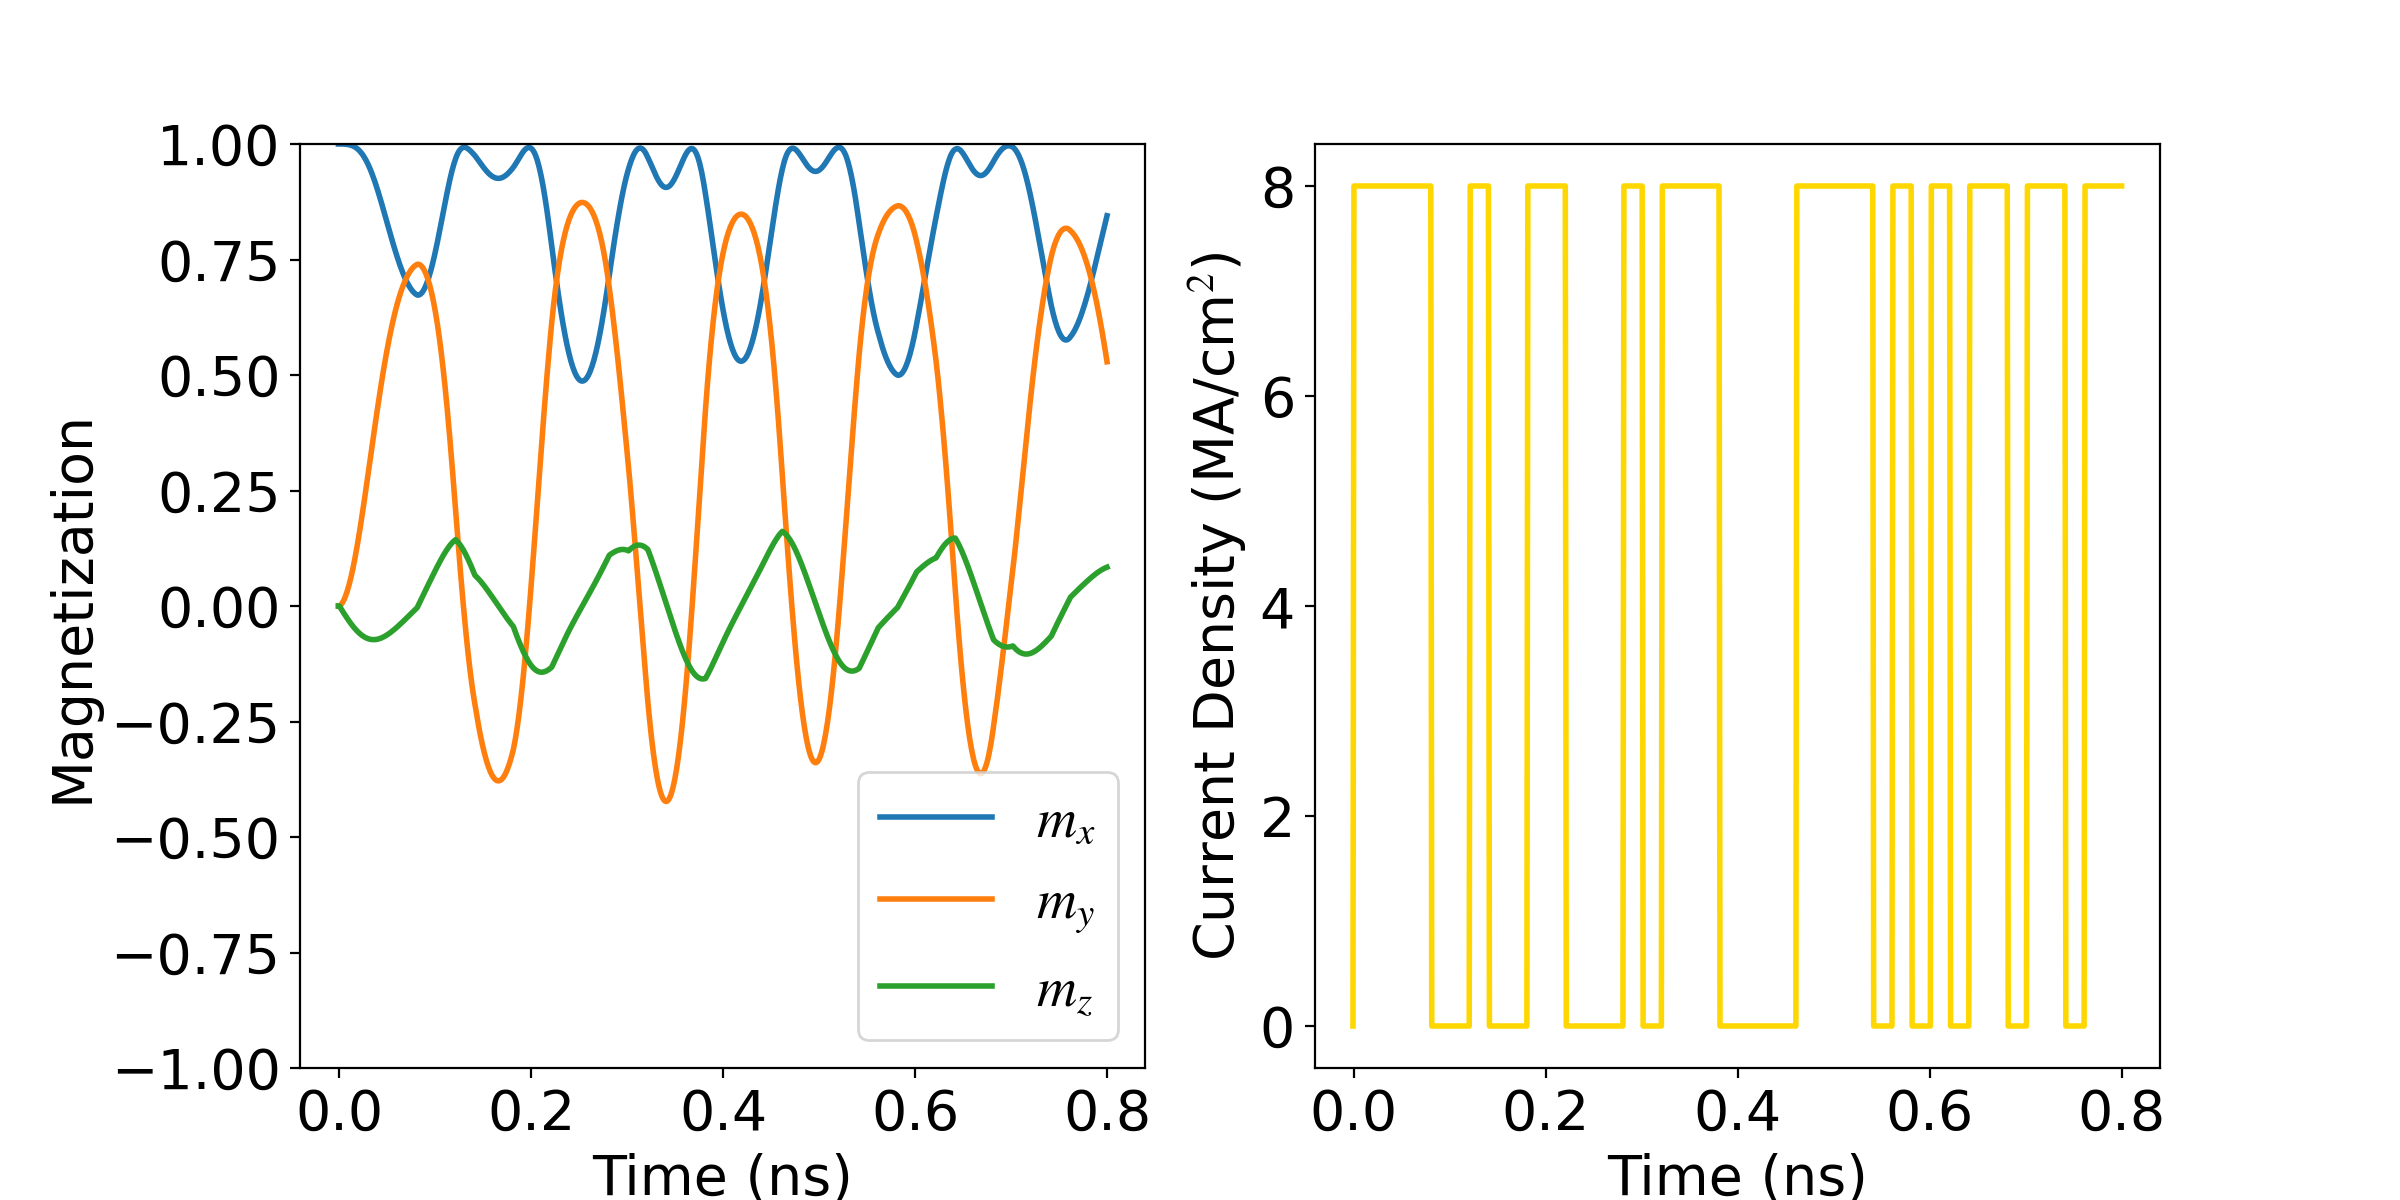 Magnetization
1.00
0.75
0.50
0.25
0.00
−0.25
−0.50
−0.75
−1.00
0.0 0.2 0.4 0.6 0.8
Time (ns)
m_x
m_y
m_z
Current Density (MA/cm²)
8
6
4
2
0
0.0 0.2 0.4 0.6 0.8
Time (ns)